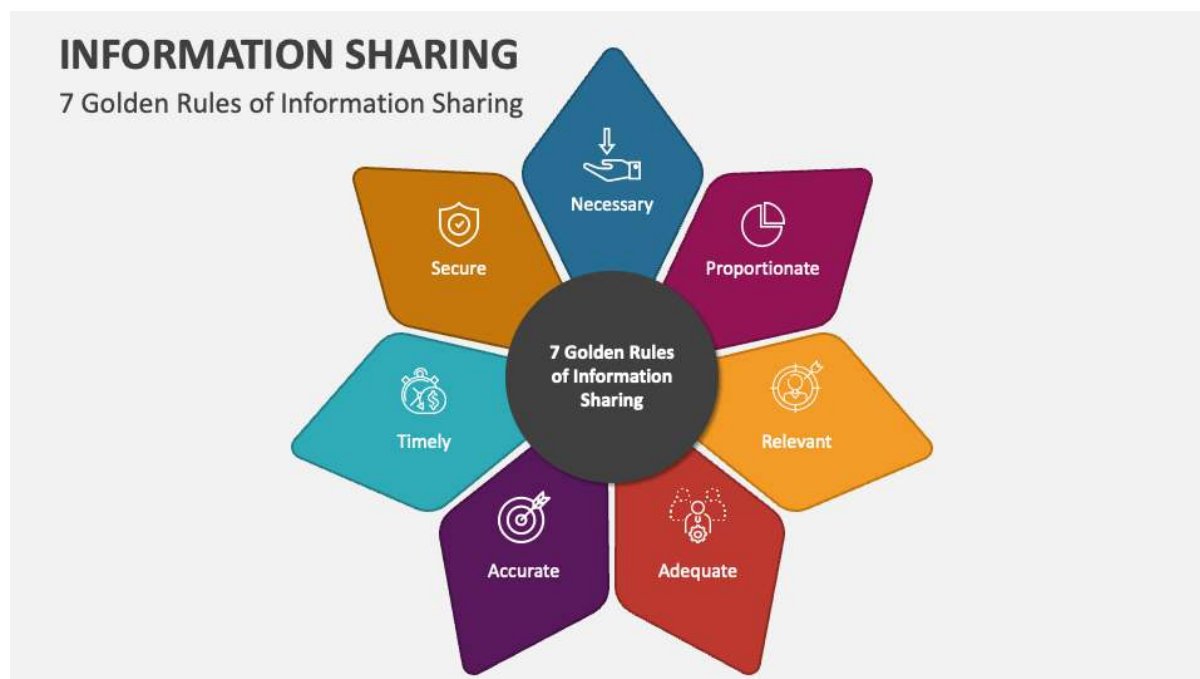 INFORMATION SHARING
7 Golden Rules of Information Sharing
Necessary
Proportionate
Relevant
Adequate
Accurate
Timely
Secure
7 Golden Rules
of Information
Sharing